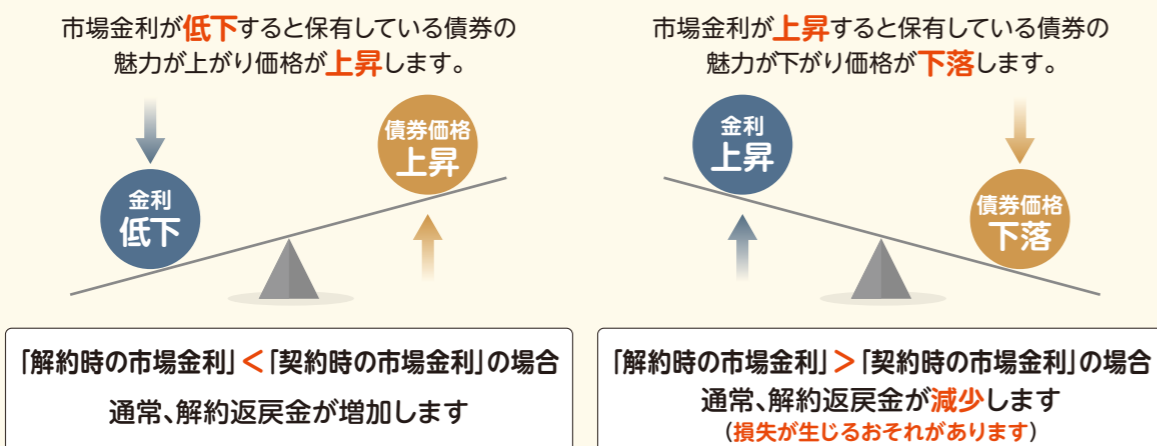 市場金利が低下すると保有している債券の
魅力が上がり価格が上昇します。
金利
低下
債券価格
上昇
「解約時の市場金利」<「契約時の市場金利」の場合
通常、解約返戻金が増加します
市場金利が上昇すると保有している債券の
魅力が下がり価格が下落します。
金利
上昇
債券価格
下落
「解約時の市場金利」>「契約時の市場金利」の場合
通常、解約返戻金が減少します
(損失が生じるおそれがあります)